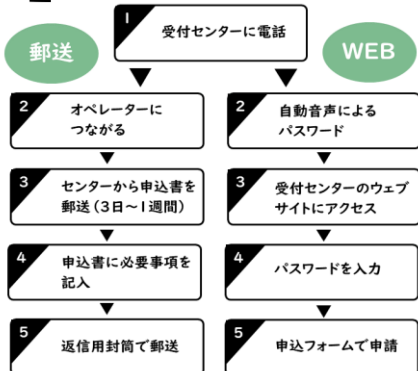 1
受付センターに電話
郵送
WEB
2
オペレーターに
つながる
3
センターから申込書を
郵送(3日~1週間)
4
申込書に必要事項を
記入
5
返信用封筒で郵送
2
自動音声による
パスワード
3
受付センターのウェブ
サイトにアクセス
4
パスワードを入力
5
申込フォームで申請